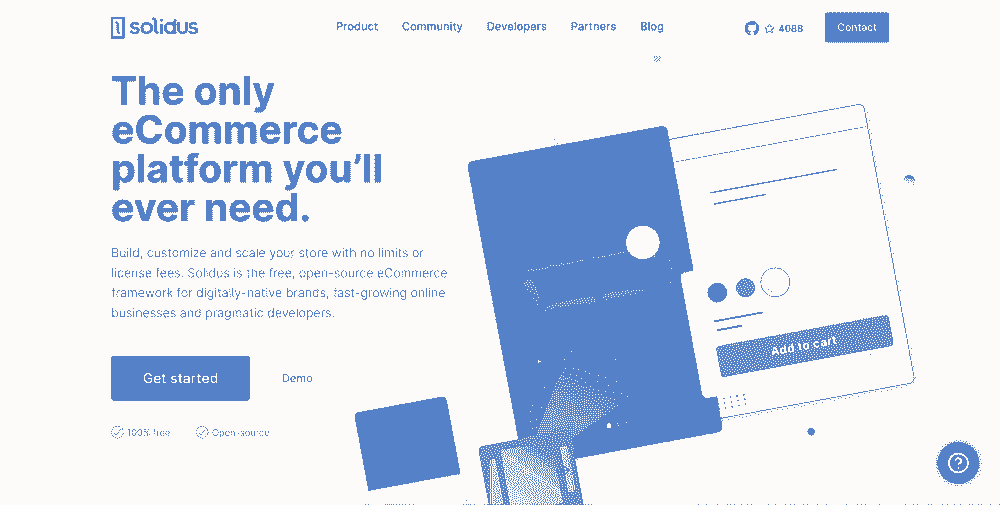 solidus
Product Community Developers Partners Blog
4088
Contact
The only
eCommerce
platform you’ll
ever need.
Build, customize and scale your store with no limits or
license fees. Solidus is the free, open-source eCommerce
framework for digitally-native brands, fast-growing online
businesses and pragmatic developers.
Add to cart
Get started
Demo
100% free
Open-source